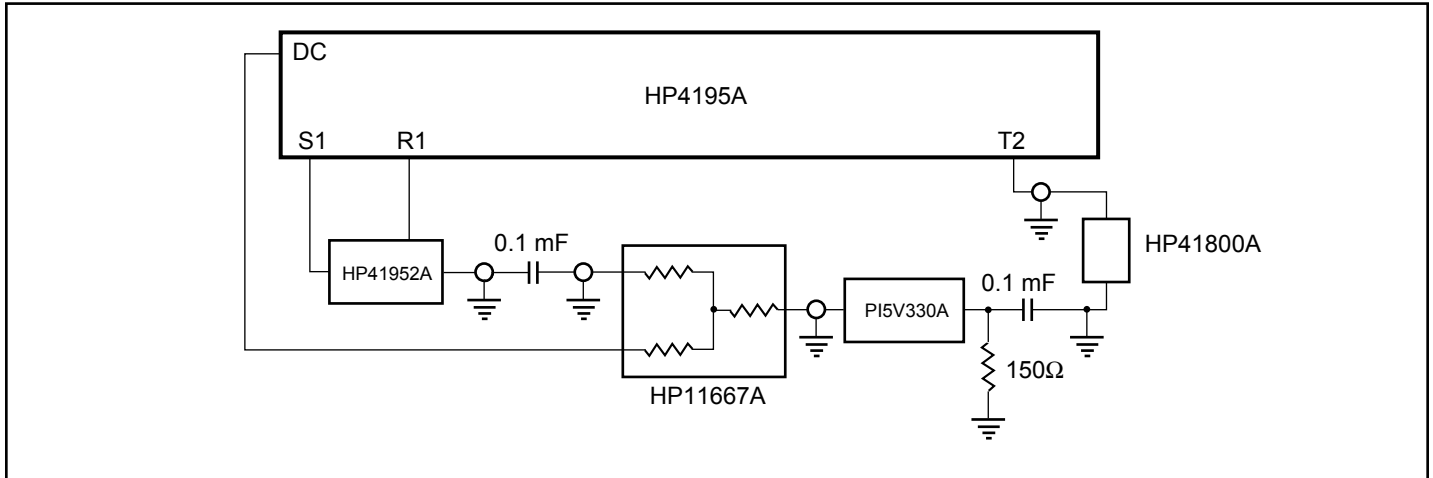 DC
HP4195A
S1 R1 T2
0.1 mF
HP41800A
HP41952A
0.1 mF
PI5V330A
150Ω
HP11667A